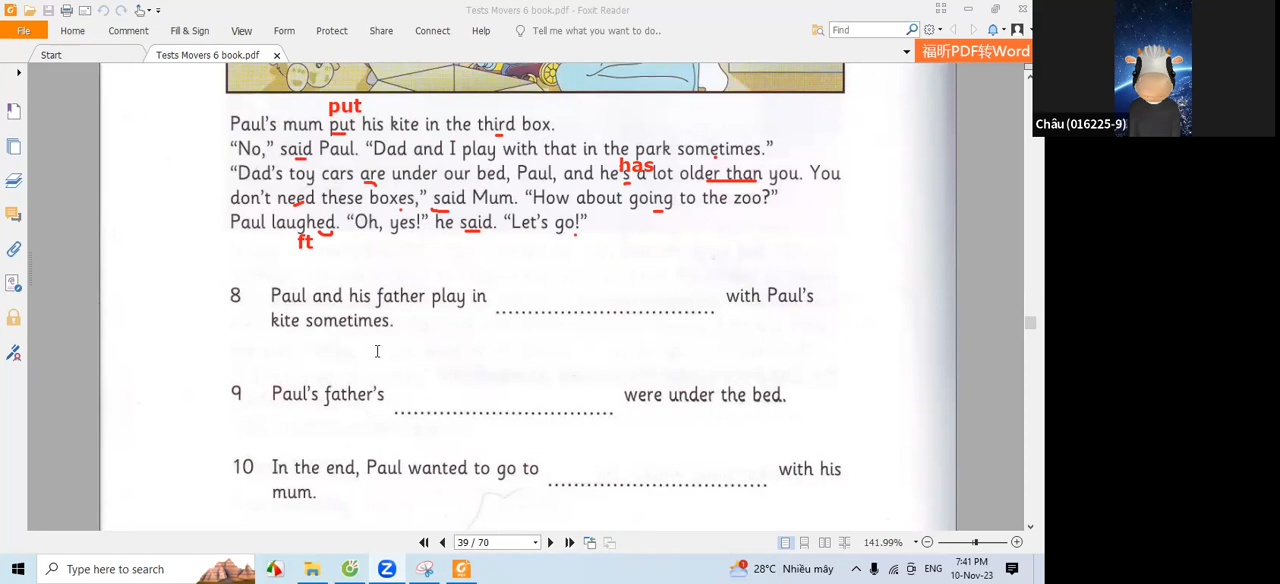 Tests Movers 6 book.pdf - Foxit Reader
File Home Comment Fill & Sign View Form Protect Share Connect Help Tell me what you want to do.. Find
Start Tests Movers 6 book.pdf
福昕PDF转Word
Châu (016225-9)
put
Paul's mum put his kite in the third box.
"No," said Paul. "Dad and I play with that in the park sometimes."
has
"Dad's toy cars are under our bed, Paul, and he's a lot older than you. You
don't need these boxes," said Mum. "How about going to the zoo?"
Paul laughed. "Oh, yes!" he said. "Let's go!"
ft
8 Paul and his father play in ................................ with Paul's
kite sometimes.
9 Paul's father's ................................ were under the bed.
10 In the end, Paul wanted to go to ................................ with his
mum.
39 / 70 141.99%
Type here to search 28°C Nhiều mây ENG 7:41 PM
10-Nov-23